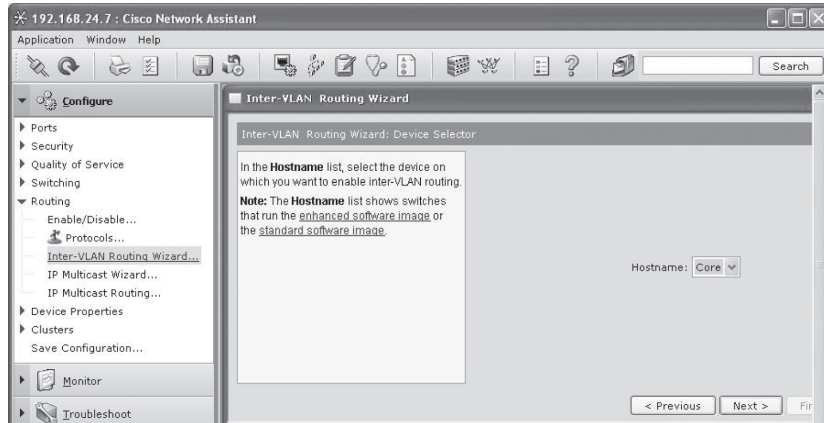 192.168.24.7 : Cisco Network Assistant
Application Window Help
Search
Configure
Ports
Security
Quality of Service
Switching
Routing
Enable/Disable...
Protocols...
Inter-VLAN Routing Wizard...
IP Multicast Wizard...
IP Multicast Routing...
Device Properties
Clusters
Save Configuration...
Monitor
Troubleshoot
Inter-VLAN Routing Wizard
Inter-VLAN Routing Wizard: Device Selector
In the Hostname list, select the device on
which you want to enable inter-VLAN routing.
Note: The Hostname list shows switches
that run the enhanced software image or
the standard software image.
Hostname: Core
< Previous
Next >